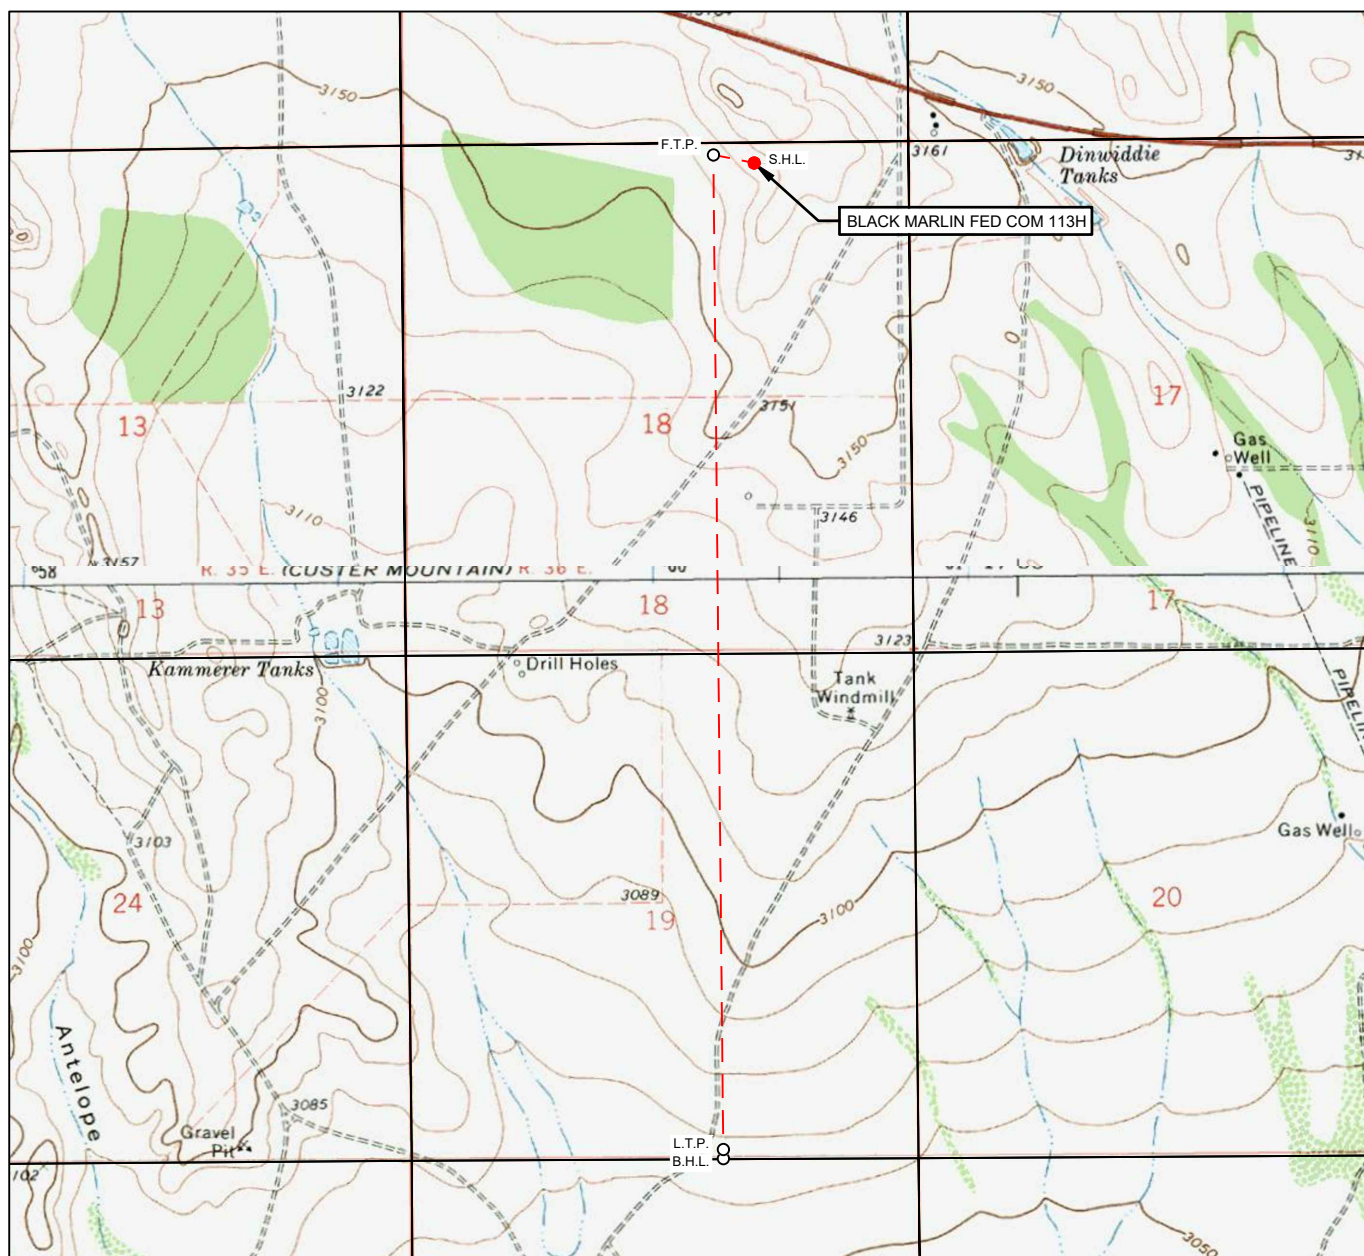 3150
F.T.P.
S.H.L.
3161
3150
Dinwiddie
Tanks
BLACK MARLIN FED COM 113H
3122
13
18
3151
17
3150
Gas
Well
3110
3146
PIPELINE
3110
3157
R. 35 E. (CUSTER MOUNTAIN) R. 36 E.
13
18
17
3123
Kammerer Tanks
Drill Holes
Tank
Windmill
3100
3103
Gas Well
24
3089
19
3100
20
3100
Antelope
3085
Gravel
Pit
L.T.P.
B.H.L.
102
3050